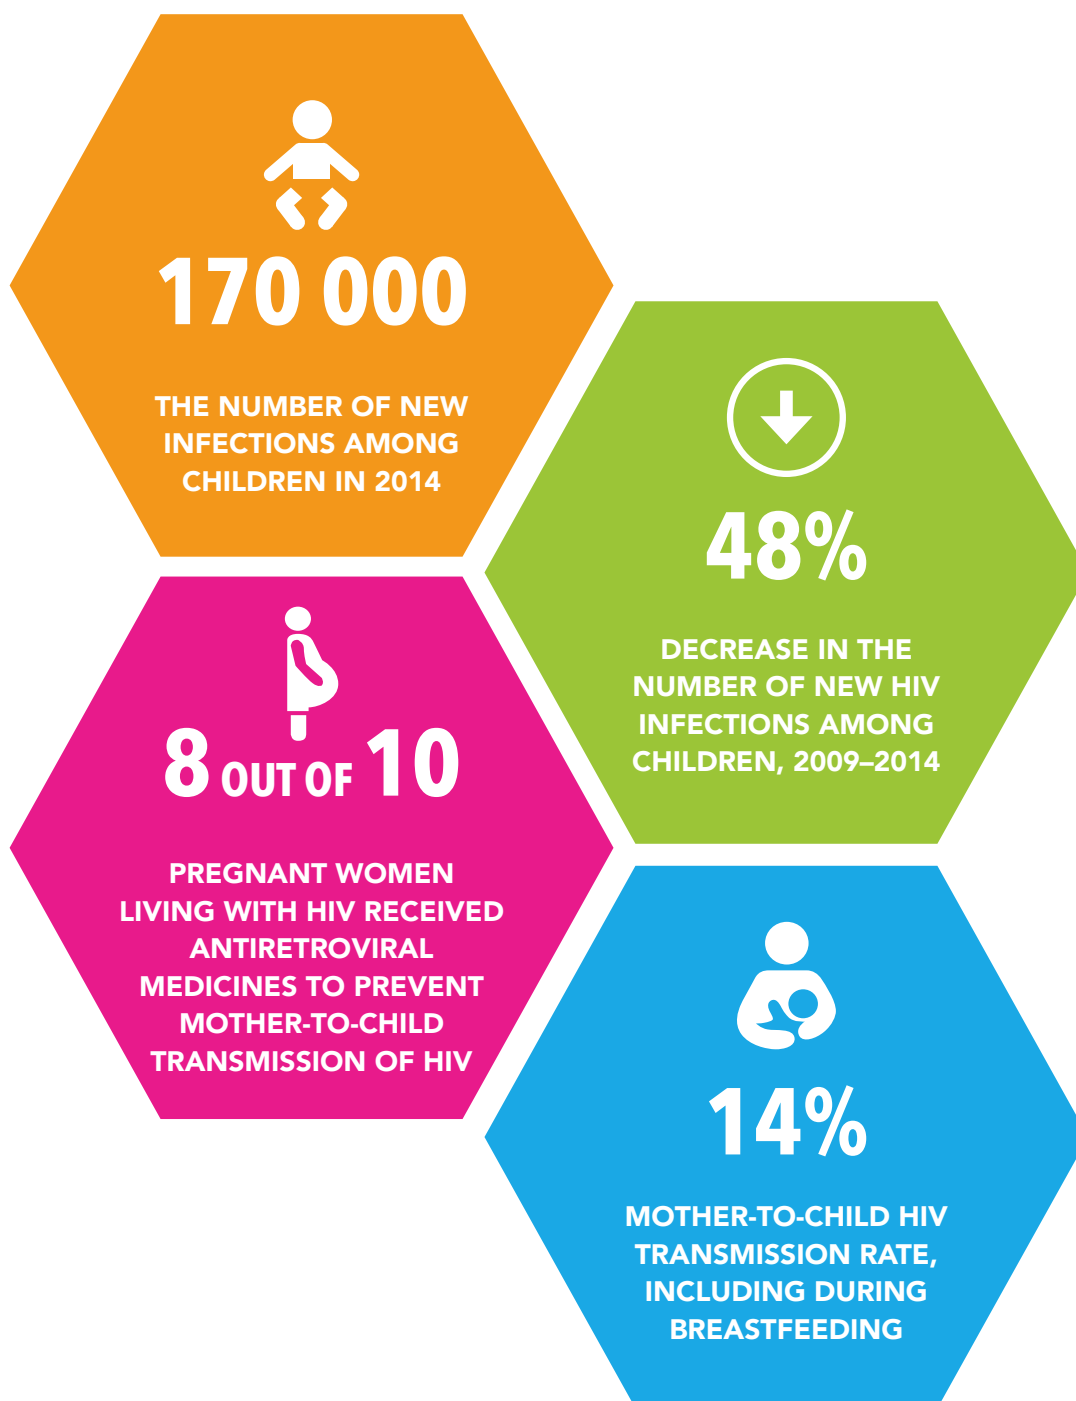 170 000
THE NUMBER OF NEW
INFECTIONS AMONG
CHILDREN IN 2014
48%
DECREASE IN THE
NUMBER OF NEW HIV
INFECTIONS AMONG
CHILDREN, 2009–2014
8 OUT OF 10
PREGNANT WOMEN
LIVING WITH HIV RECEIVED
ANTIRETROVIRAL
MEDICINES TO PREVENT
MOTHER-TO-CHILD
TRANSMISSION OF HIV
14%
MOTHER-TO-CHILD HIV
TRANSMISSION RATE,
INCLUDING DURING
BREASTFEEDING